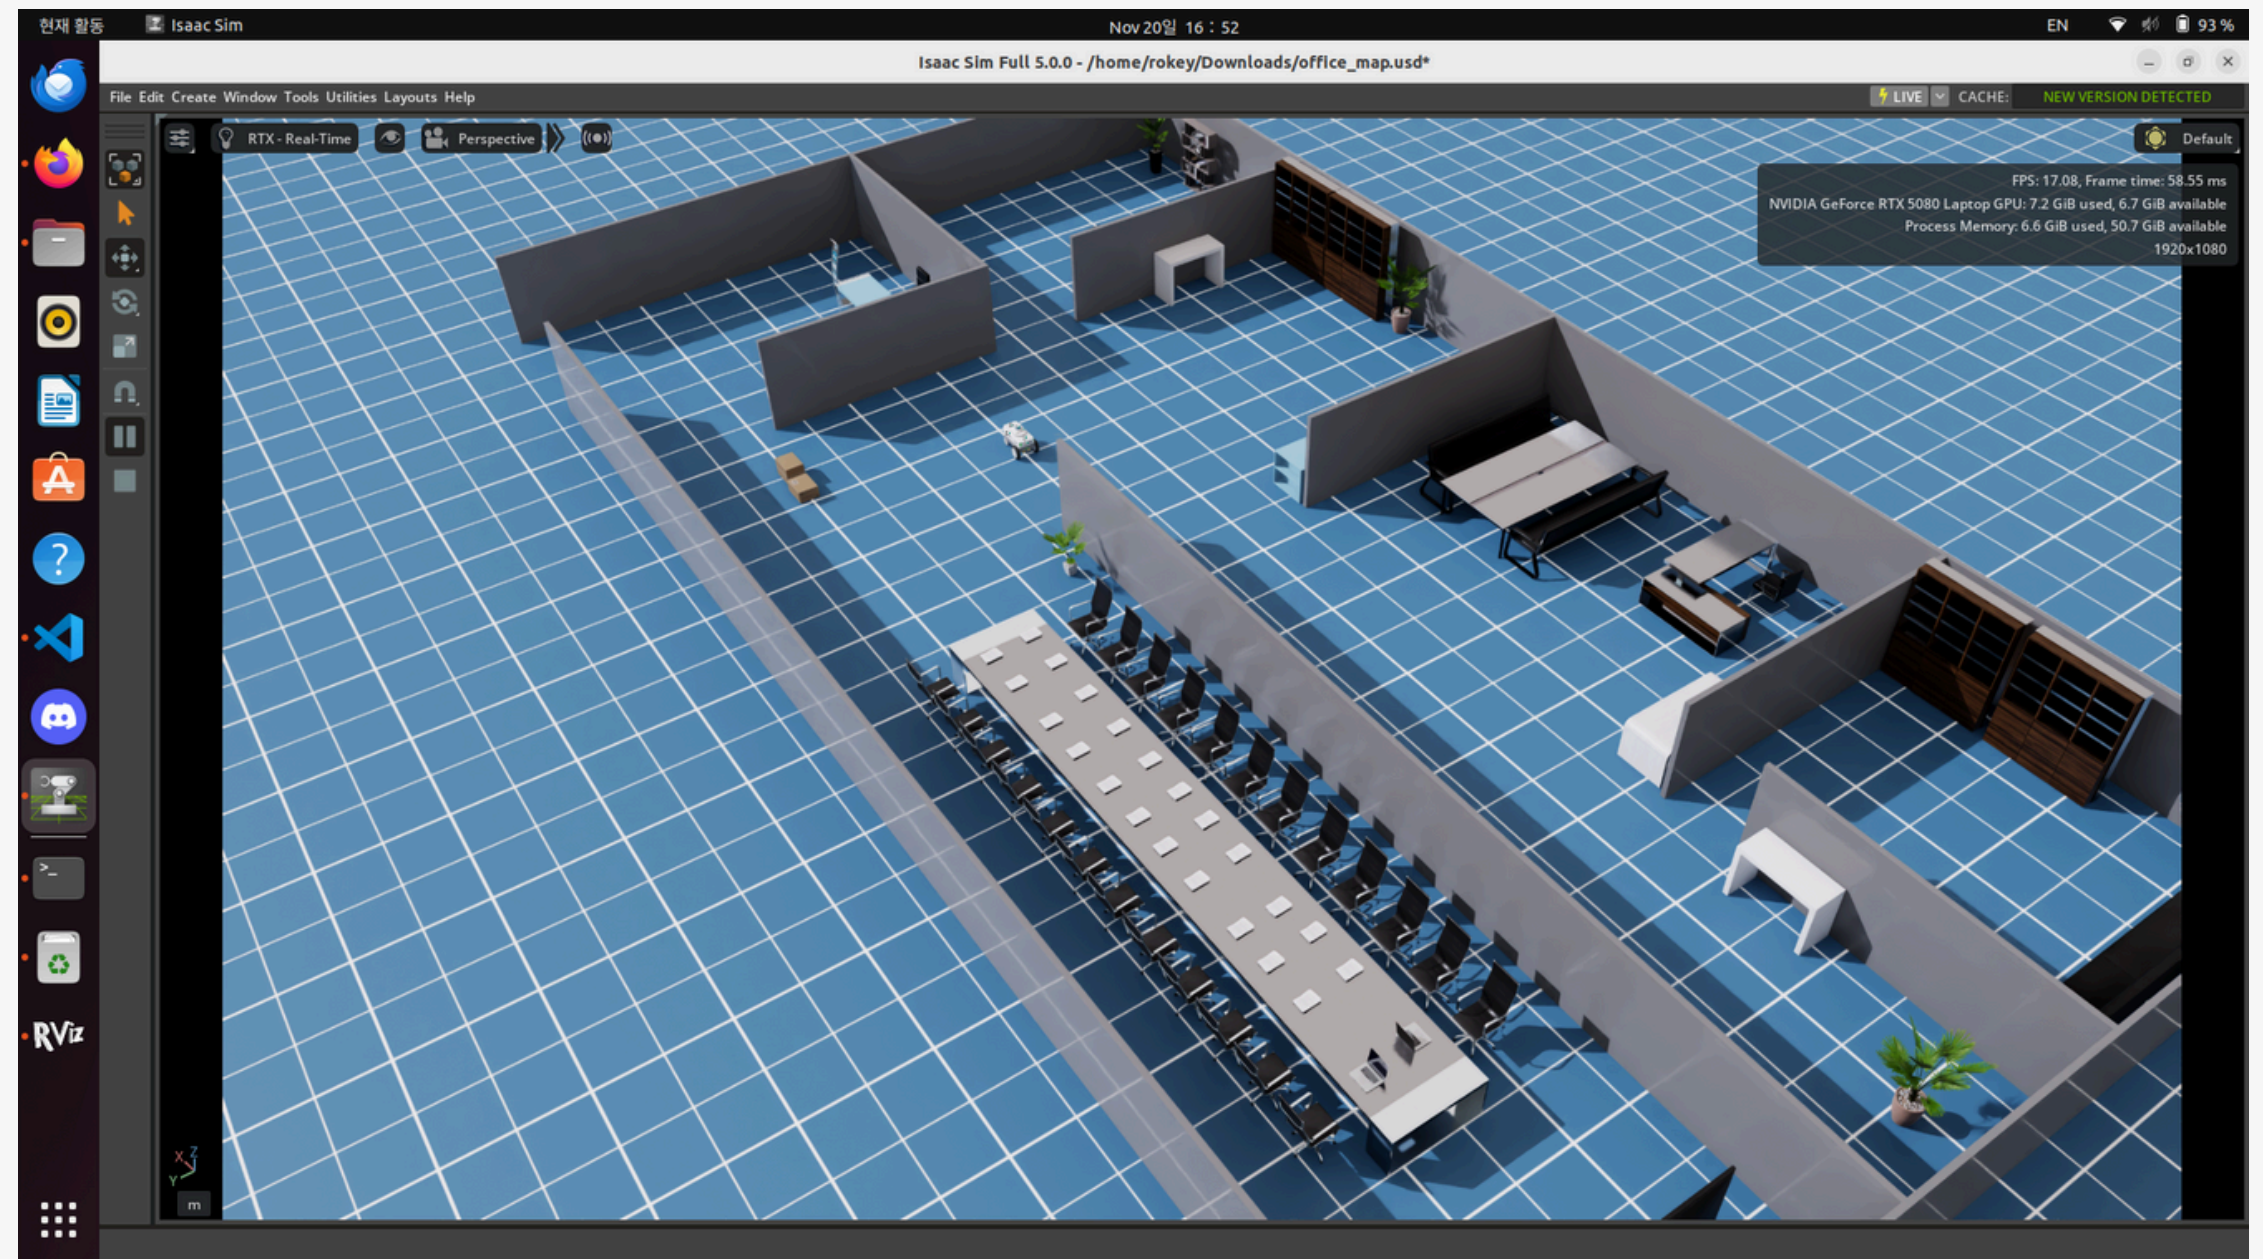 현재 활동
Isaac Sim
Nov 20일 16 : 52
EN
93 %
Isaac Sim Full 5.0.0 - /home/rokey/Downloads/office_map.usd*
File Edit Create Window Tools Utilities Layouts Help
LIVE
CACHE:
NEW VERSION DETECTED
RTX - Real-Time
Perspective
Default
FPS: 17.08, Frame time: 58.55 ms
NVIDIA GeForce RTX 5080 Laptop GPU: 7.2 GiB used, 6.7 GiB available
Process Memory: 6.6 GiB used, 50.7 GiB available
1920x1080
RViz
X Z
Y
m